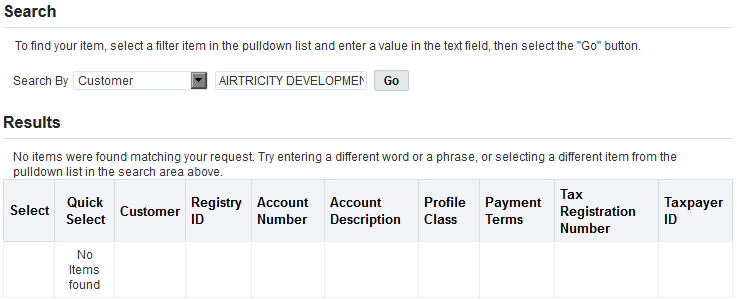 Search
To find your item, select a filter item in the pulldown list and enter a value in the text field, then select the "Go" button.
Search By Customer AIRTRICITY DEVELOPMEN Go
Results
No items were found matching your request. Try entering a different word or a phrase, or selecting a different item from the
pulldown list in the search area above.
Select Quick Select Customer Registry ID Account Number Account Description Profile Class Payment Terms Tax Registration Number Taxpayer ID
No
Items
found